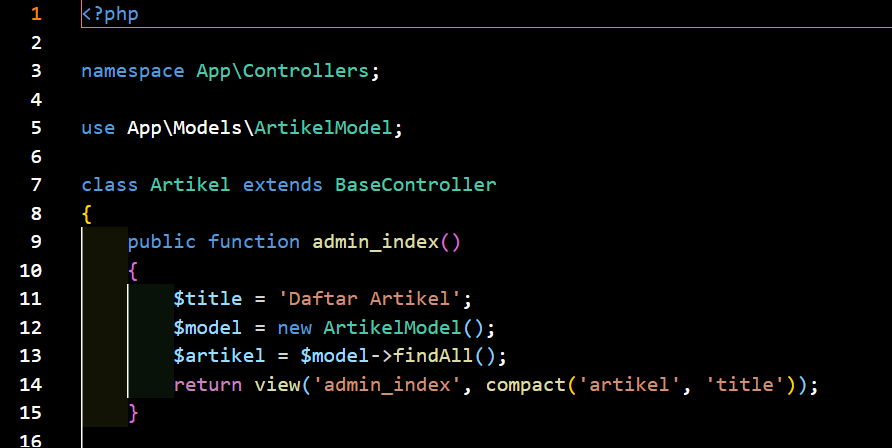 1 <?php
2
3 namespace App\Controllers;
4
5 use App\Models\ArtikelModel;
6
7 class Artikel extends BaseController
8 {
9     public function admin_index()
10     {
11         $title = 'Daftar Artikel';
12         $model = new ArtikelModel();
13         $artikel = $model->findAll();
14         return view('admin_index', compact('artikel', 'title'));
15     }
16